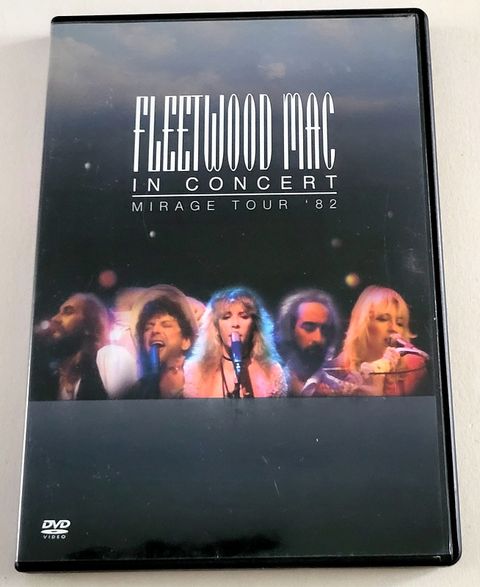 FLEETWOOD MAC
IN CONCERT
MIRAGE TOUR '82
DVD
VIDEO